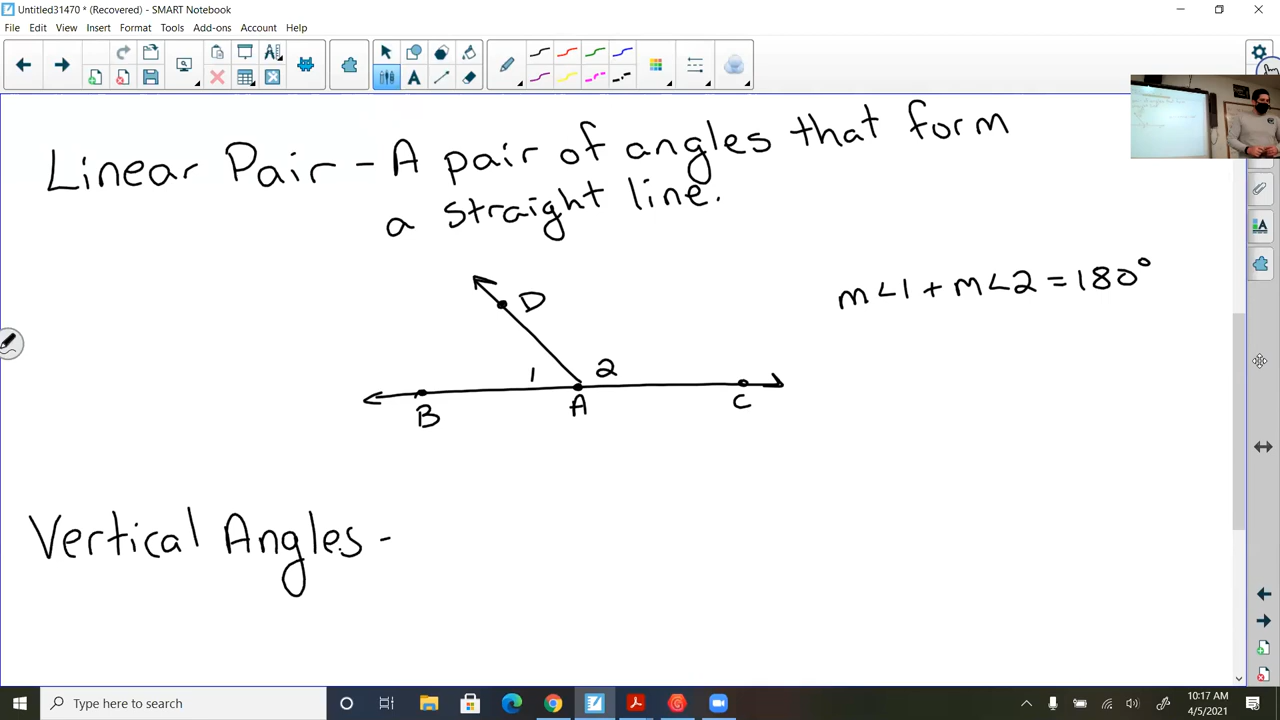 Untitled31470 * (Recovered) - SMART Notebook
File Edit View Insert Format Tools Add-ons Account Help
Linear Pair - A pair of angles that form
a straight line.
m∠1 + m∠2 = 180°
D
1 2
B A C
Vertical Angles -
Type here to search
10:17 AM
4/5/2021